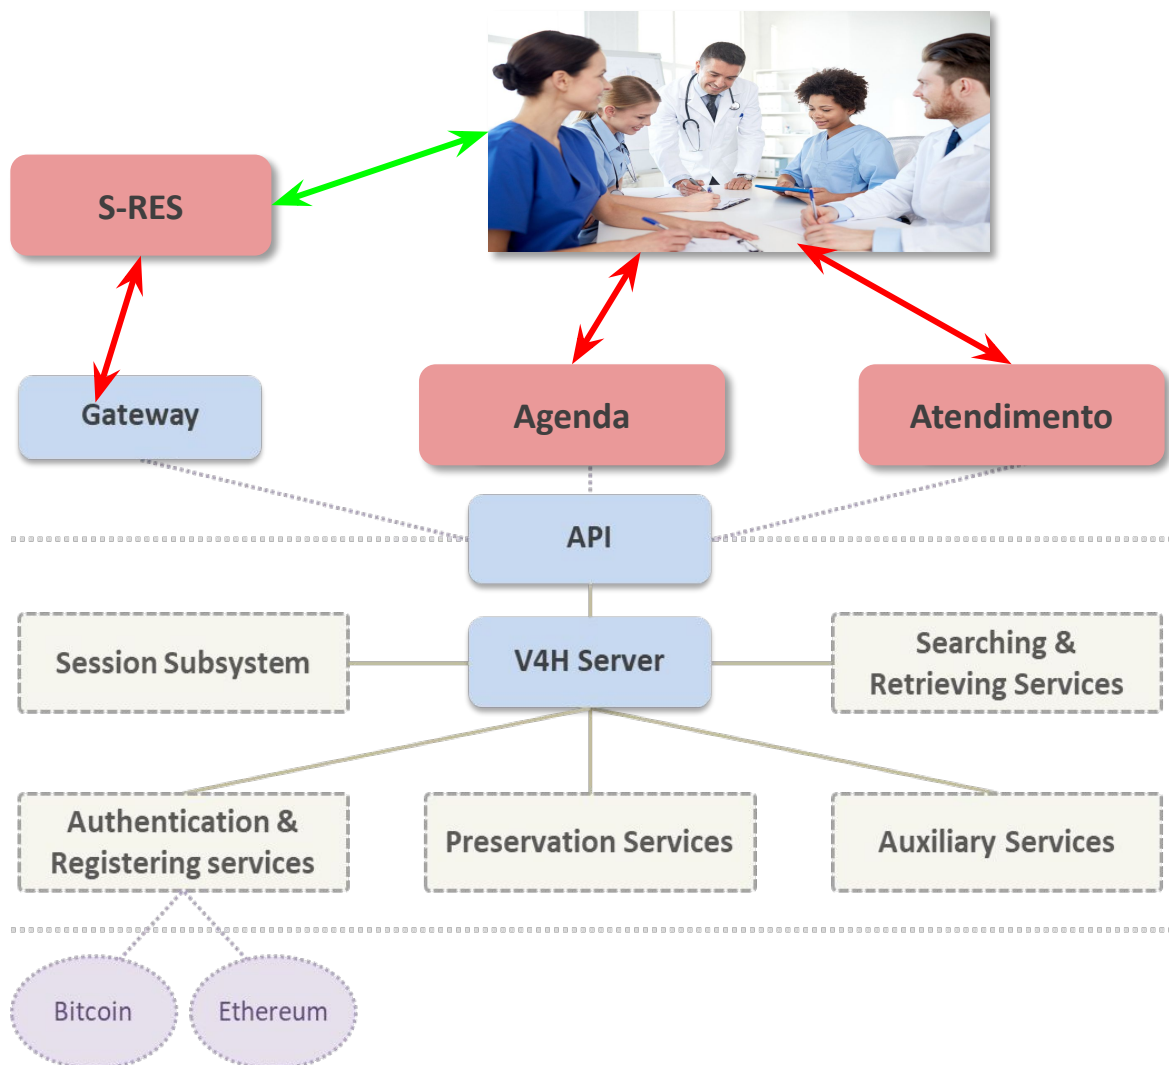 S-RES
Gateway
Agenda
Atendimento
API
Session Subsystem
V4H Server
Searching &
Retrieving Services
Authentication &
Registering services
Preservation Services
Auxiliary Services
Bitcoin
Ethereum